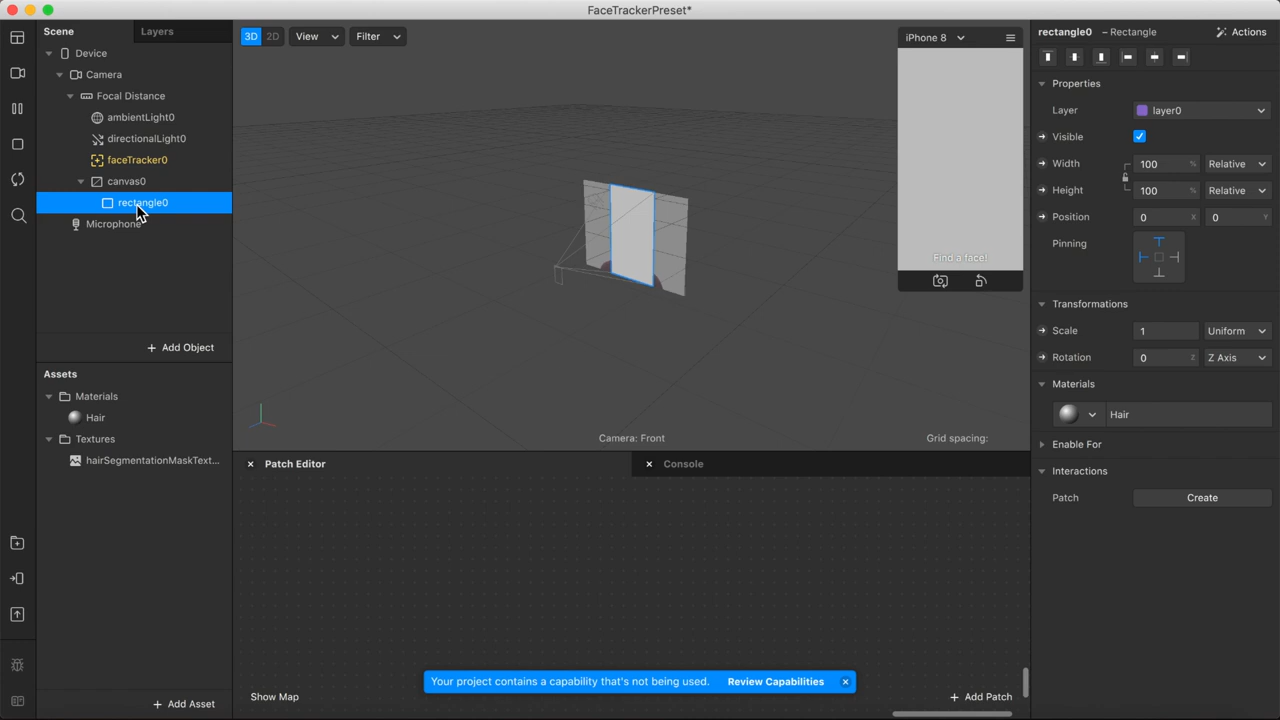 FaceTrackerPreset*
Scene
Layers
Device
Camera
Focal Distance
ambientLight0
directionalLight0
faceTracker0
canvas0
rectangle0
Microphone
+ Add Object
Assets
Materials
Hair
Textures
hairSegmentationMaskText...
+ Add Asset
3D 2D View Filter
iPhone 8
Find a face!
Camera: Front
Grid spacing:
Patch Editor
Console
Your project contains a capability that's not being used. Review Capabilities
Show Map
+ Add Patch
rectangle0 – Rectangle
Actions
Properties
Layer layer0
Visible
Width 100 % Relative
Height 100 % Relative
Position 0 X 0 Y
Pinning
Transformations
Scale 1 Uniform
Rotation 0 Z Z Axis
Materials
Hair
Enable For
Interactions
Patch Create